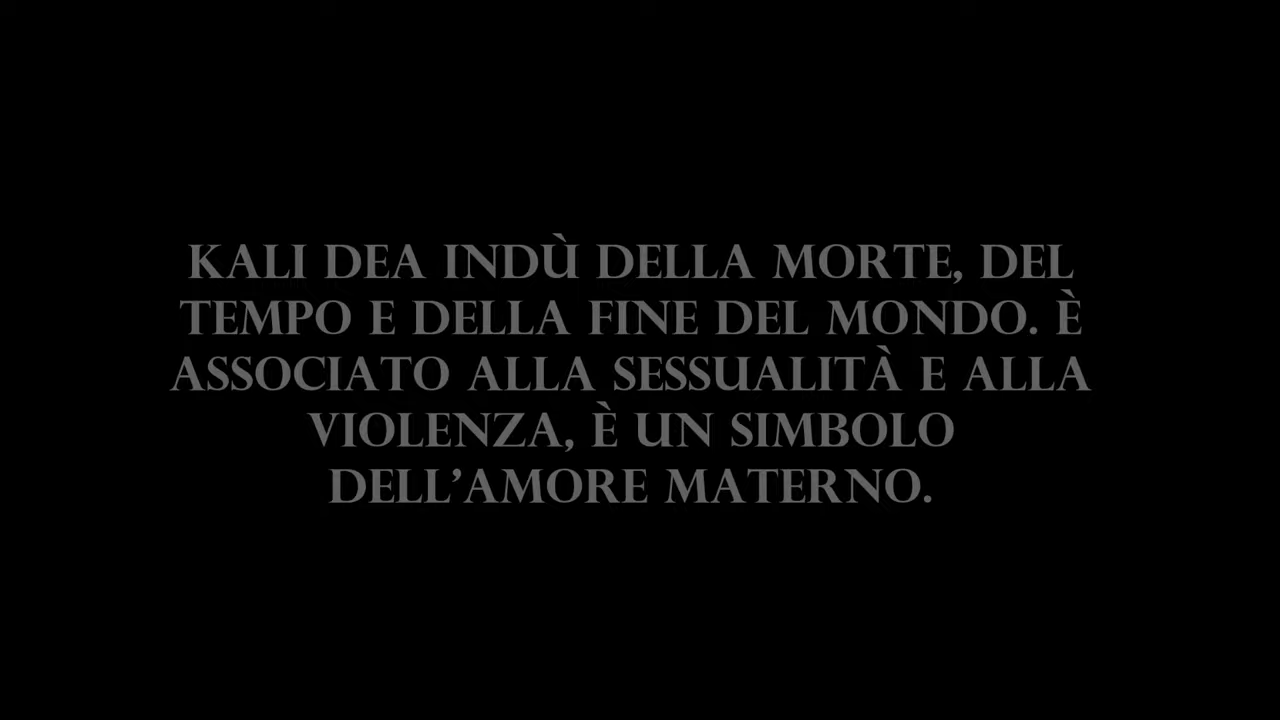 KALI DEA INDÙ DELLA MORTE, DEL
TEMPO E DELLA FINE DEL MONDO. È
ASSOCIATO ALLA SESSUALITÀ E ALLA
VIOLENZA, È UN SIMBOLO
DELL’AMORE MATERNO.